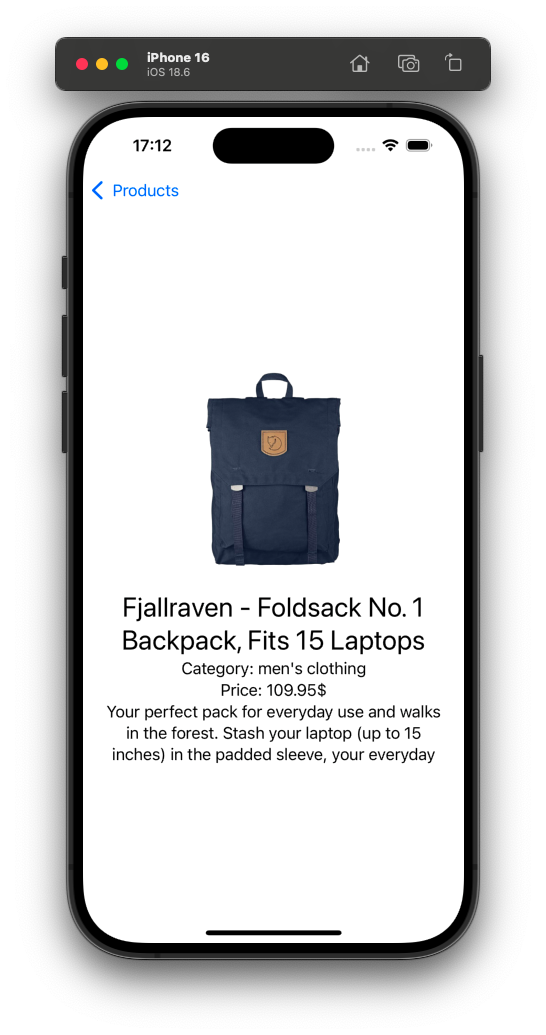 iPhone 16
iOS 18.6
17:12
Products
Fjallraven - Foldsack No. 1
Backpack, Fits 15 Laptops
Category: men's clothing
Price: 109.95$
Your perfect pack for everyday use and walks
in the forest. Stash your laptop (up to 15
inches) in the padded sleeve, your everyday